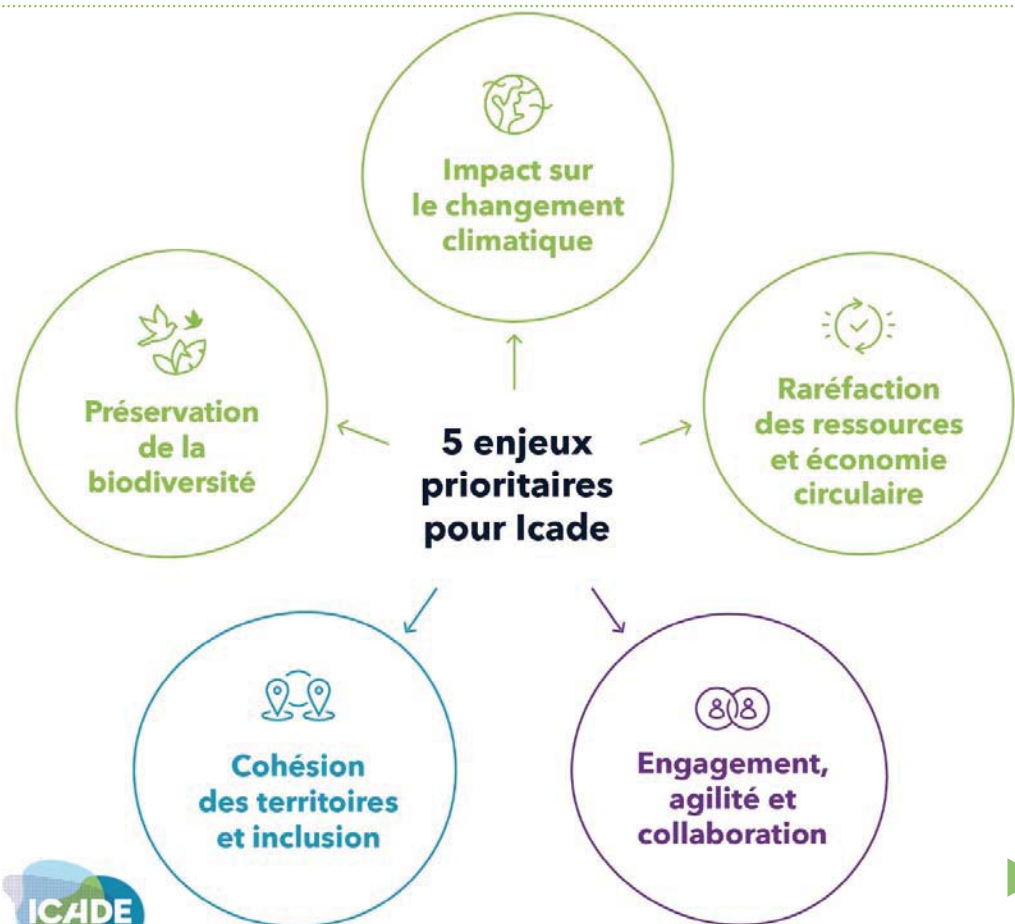 Impact sur
le changement
climatique
Préservation
de la
biodiversité
5 enjeux
prioritaires
pour Icade
Raréfaction
des ressources
et économie
circulaire
Cohésion
des territoires
et inclusion
Engagement,
agilité et
collaboration
ICADE